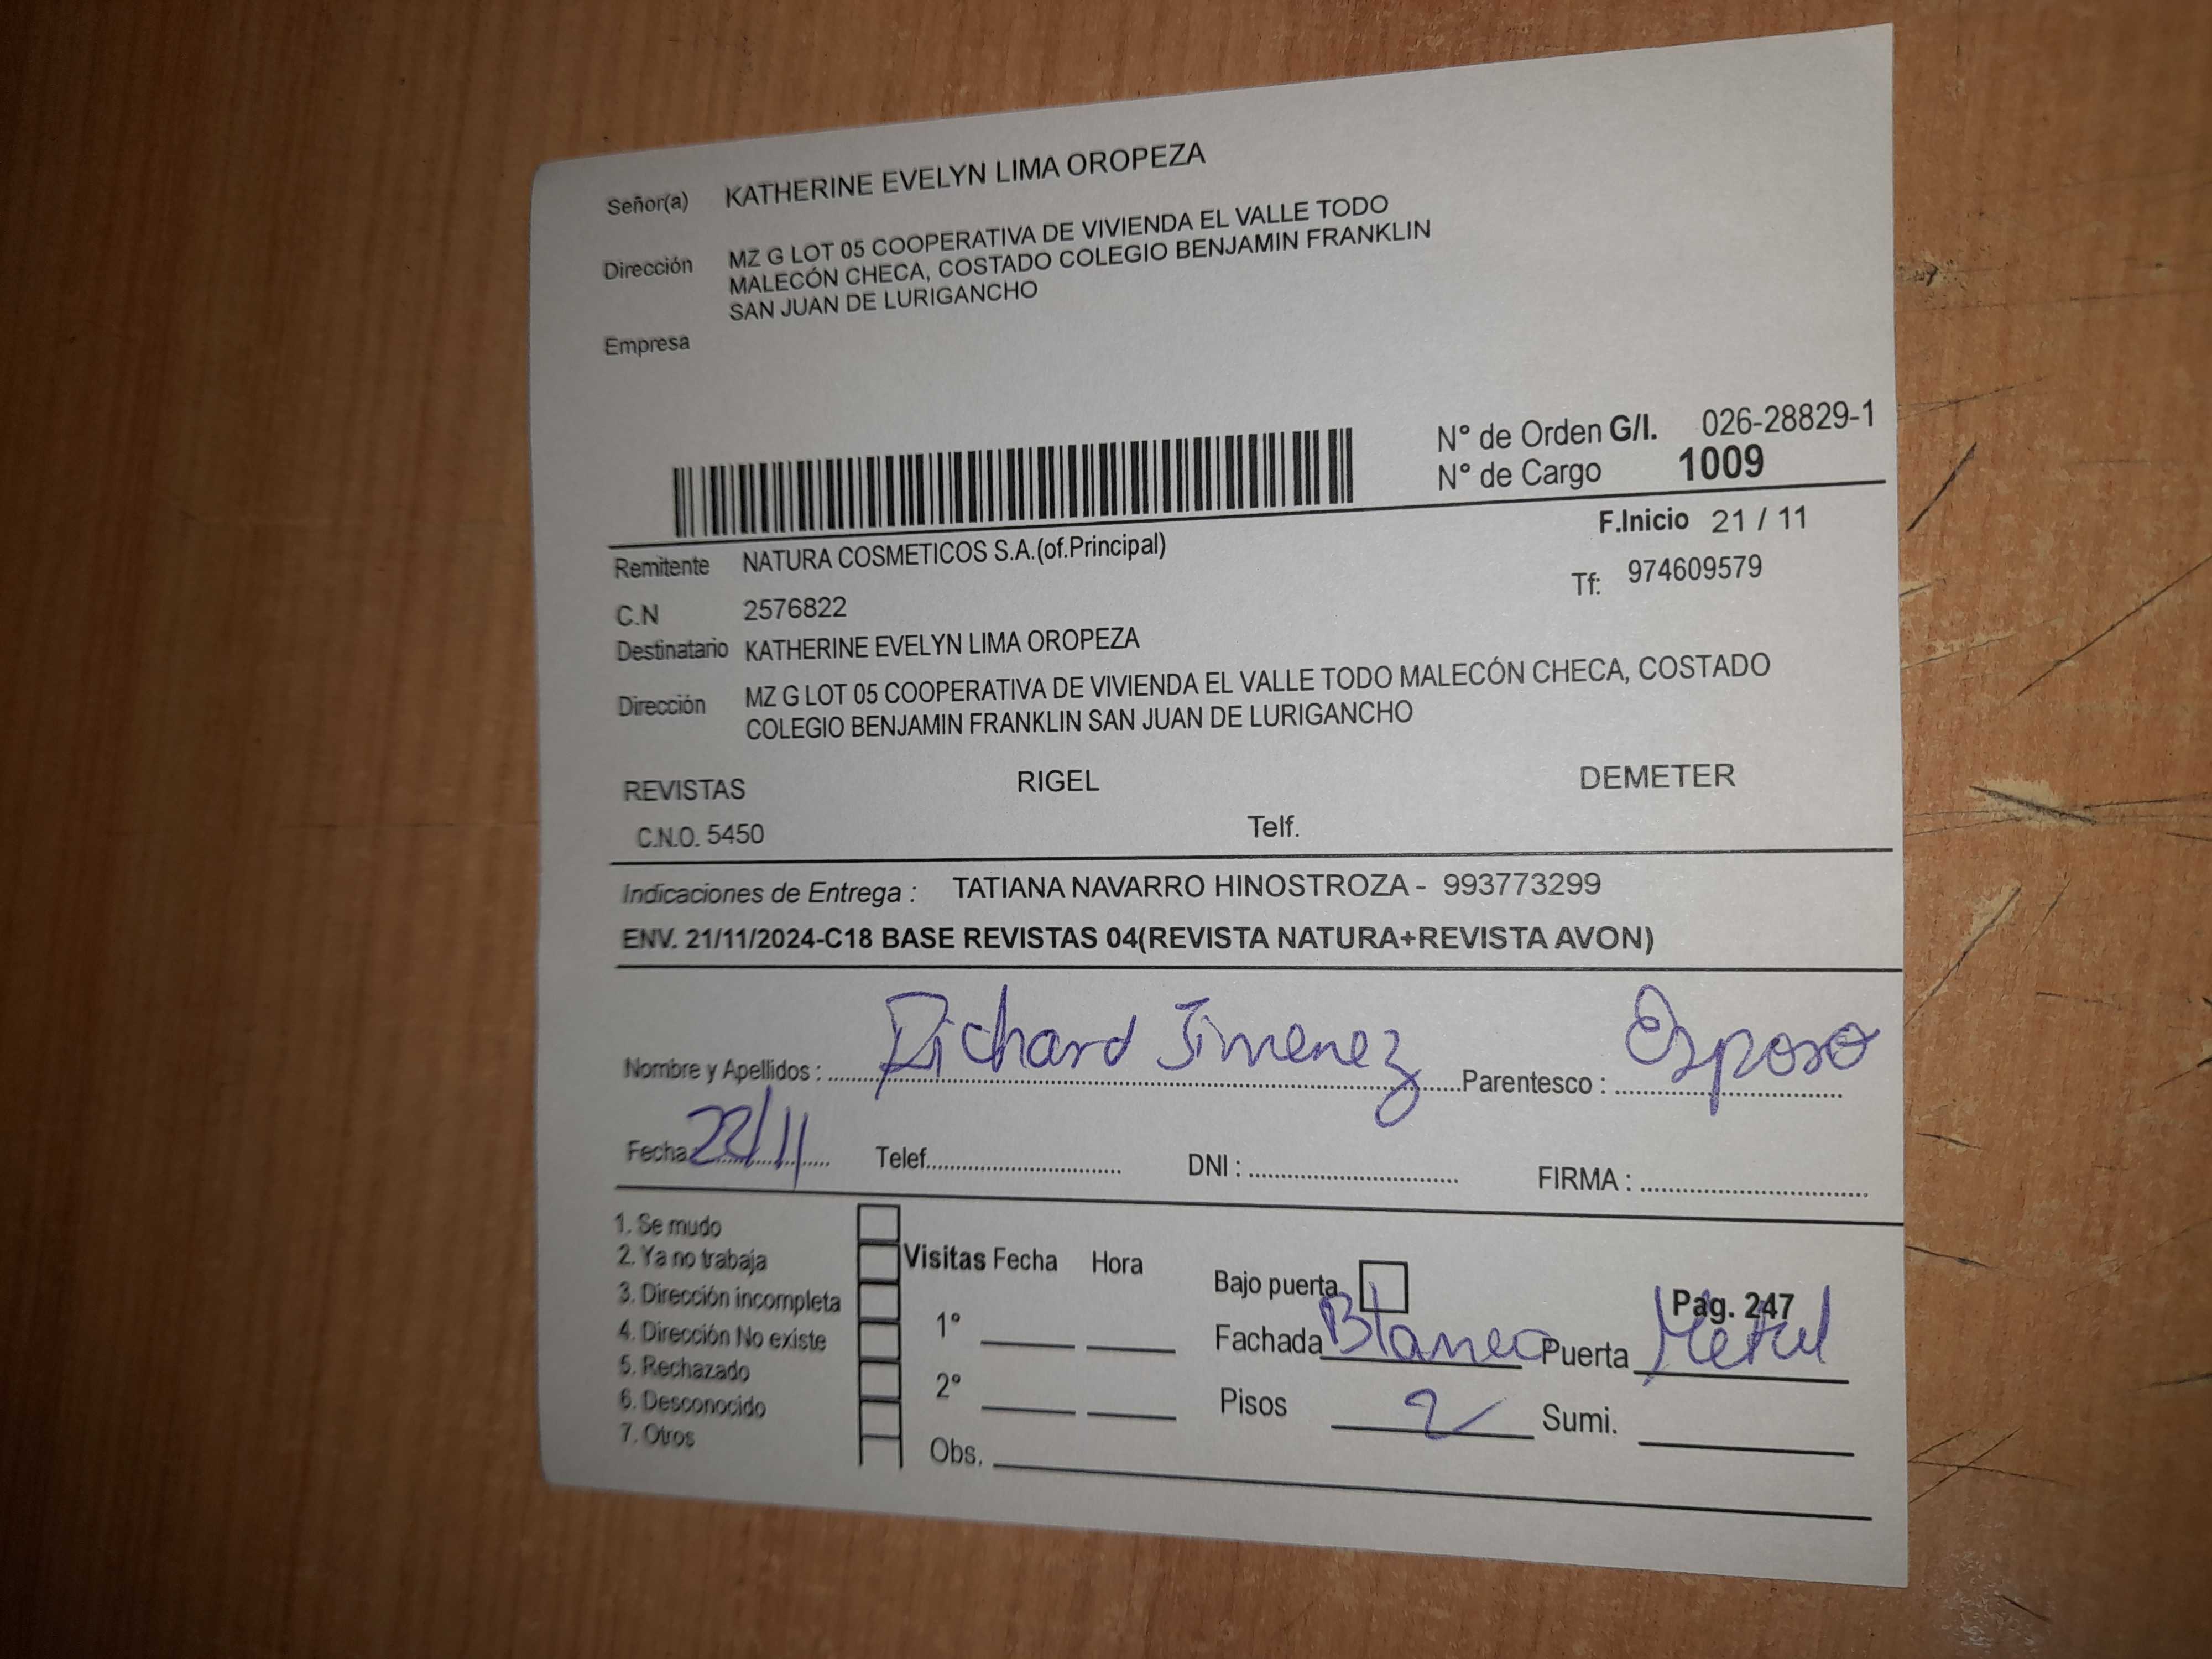 Señor(a) KATHERINE EVELYN LIMA OROPEZA
Dirección MZ G LOT 05 COOPERATIVA DE VIVIENDA EL VALLE TODO
MALECÓN CHECA, COSTADO COLEGIO BENJAMIN FRANKLIN
SAN JUAN DE LURIGANCHO
Empresa
N° de Orden G/I. 026-28829-1
N° de Cargo 1009
F.Inicio 21 / 11
Remitente NATURA COSMETICOS S.A.(of.Principal)
Tf: 974609579
C.N 2576822
Destinatario KATHERINE EVELYN LIMA OROPEZA
Dirección MZ G LOT 05 COOPERATIVA DE VIVIENDA EL VALLE TODO MALECÓN CHECA, COSTADO
COLEGIO BENJAMIN FRANKLIN SAN JUAN DE LURIGANCHO
REVISTAS RIGEL DEMETER
C.N.O. 5450 Telf.
Indicaciones de Entrega : TATIANA NAVARRO HINOSTROZA - 993773299
ENV. 21/11/2024-C18 BASE REVISTAS 04(REVISTA NATURA+REVISTA AVON)
Nombre y Apellidos : Richard Jimenez Parentesco : Esposo
Fecha 22/11 Telef. DNI : FIRMA :
1. Se mudo
2. Ya no trabaja
3. Dirección incompleta
4. Dirección No existe
5. Rechazado
6. Desconocido
7. Otros
Visitas Fecha Hora
1°
2°
Obs.
Bajo puerta Pag. 247
Fachada Blanco Puerta Metal
Pisos 2 Sumi.